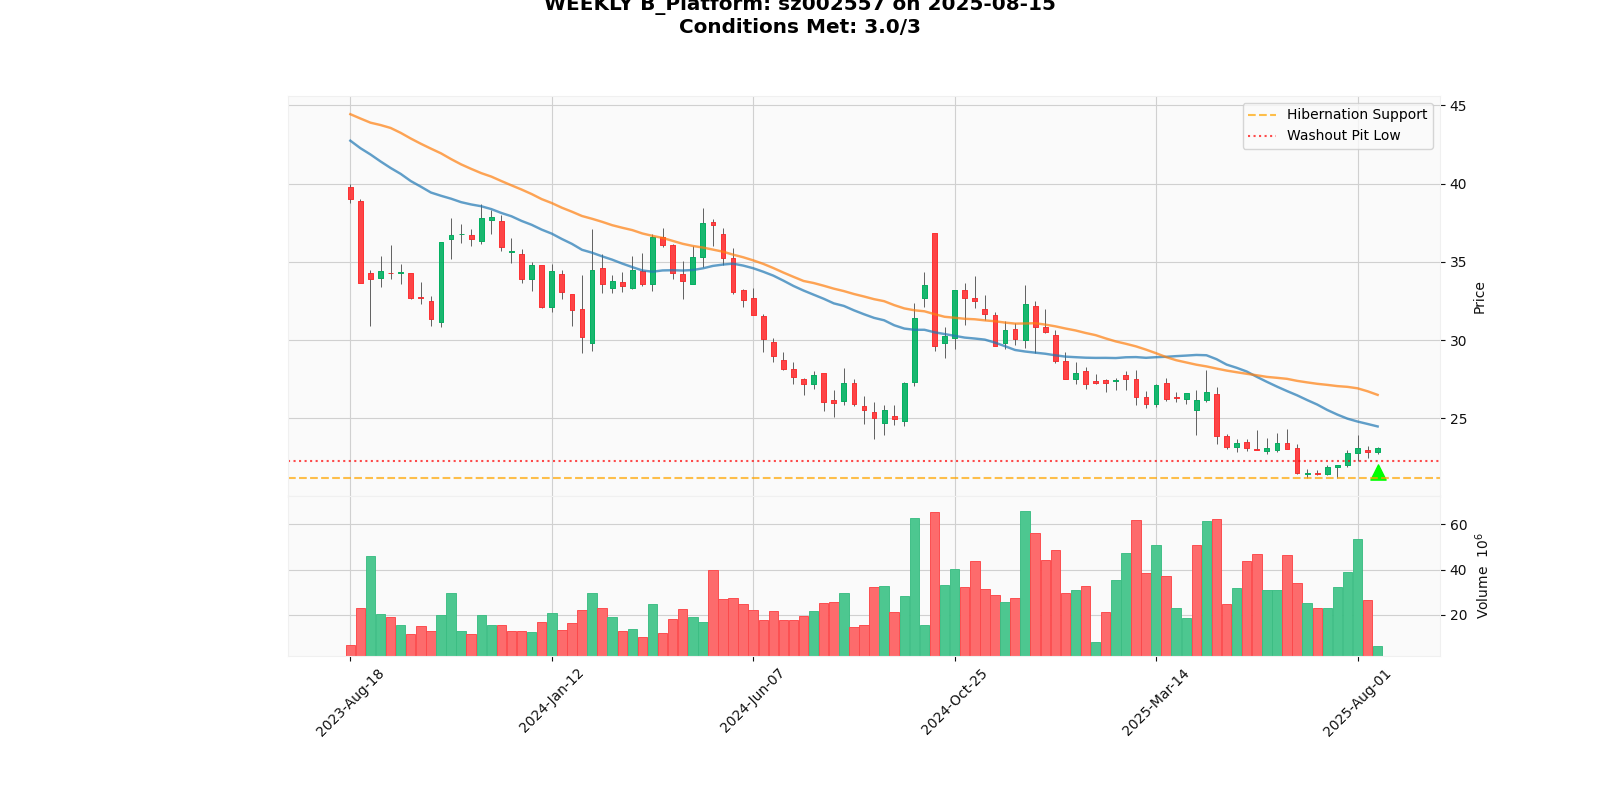 WEEKLY B_Platform: sz002557 on 2025-08-15
Conditions Met: 3.0/3
Hibernation Support
Washout Pit Low
45
40
35
30
25
Price
60
40
20
Volume 10⁶
2023-Aug-18
2024-Jan-12
2024-Jun-07
2024-Oct-25
2025-Mar-14
2025-Aug-01